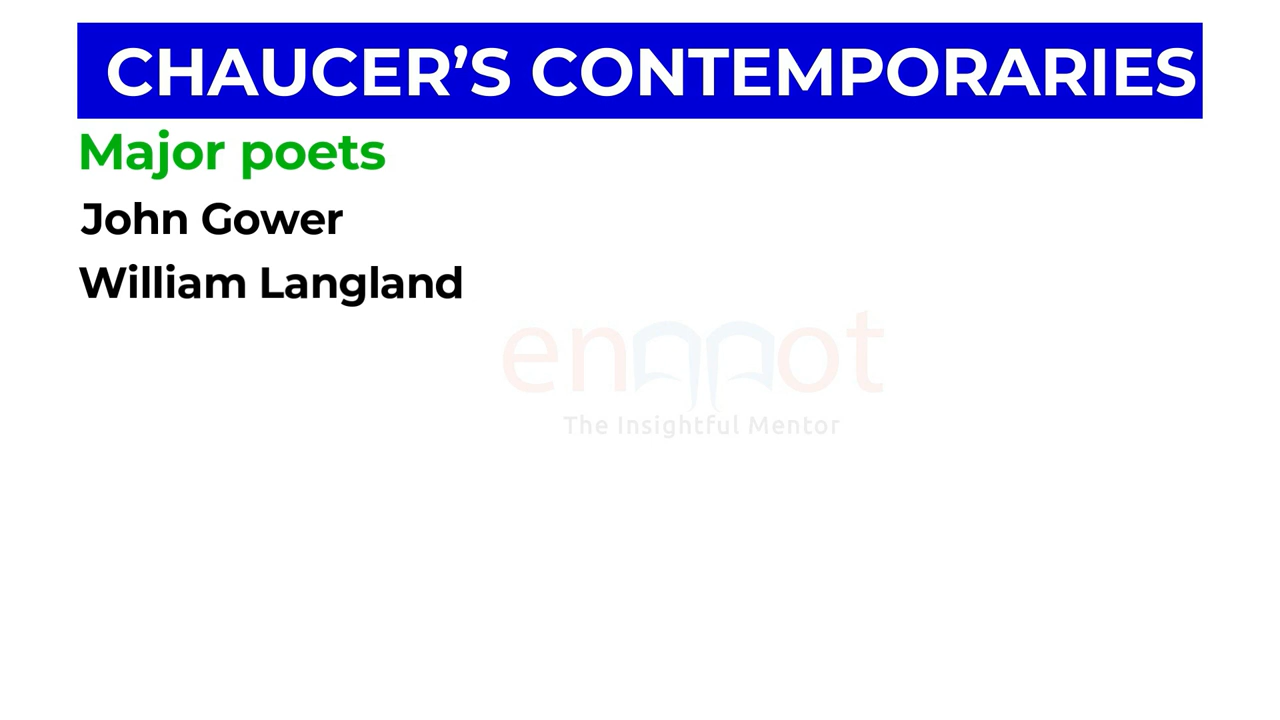 CHAUCER’S CONTEMPORARIES
Major poets
John Gower
William Langland
The Insightful Mentor